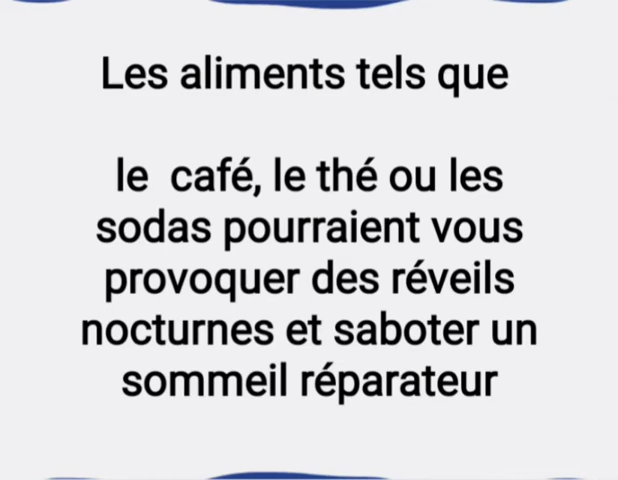 Les aliments tels que
le  café, le thé ou les
sodas pourraient vous
provoquer des réveils
nocturnes et saboter un
sommeil réparateur